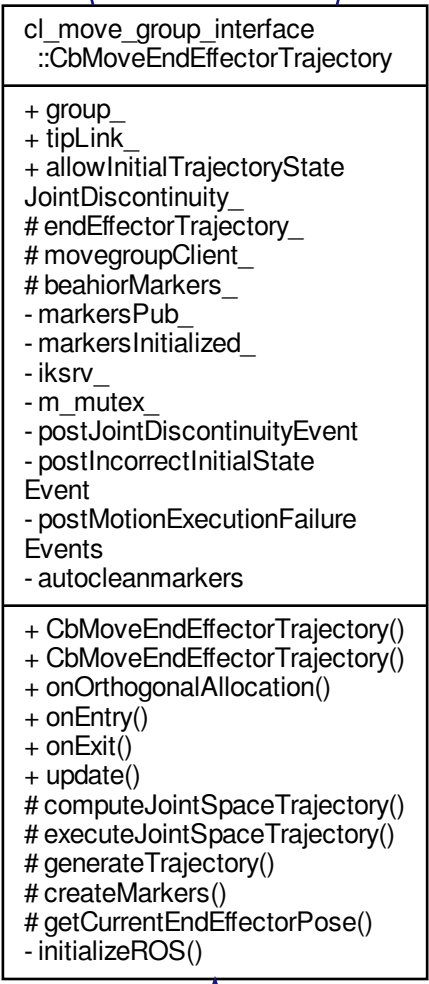 cl_move_group_interface
::CbMoveEndEffectorTrajectory
+ group_
+ tipLink_
+ allowInitialTrajectoryState
JointDiscontinuity_
# endEffectorTrajectory_
# movegroupClient_
# beahiorMarkers_
- markersPub_
- markersInitialized_
- iksrv_
- m_mutex_
- postJointDiscontinuityEvent
- postIncorrectInitialState
Event
- postMotionExecutionFailure
Events
- autocleanmarkers
+ CbMoveEndEffectorTrajectory()
+ CbMoveEndEffectorTrajectory()
+ onOrthogonalAllocation()
+ onEntry()
+ onExit()
+ update()
# computeJointSpaceTrajectory()
# executeJointSpaceTrajectory()
# generateTrajectory()
# createMarkers()
# getCurrentEndEffectorPose()
- initializeROS()